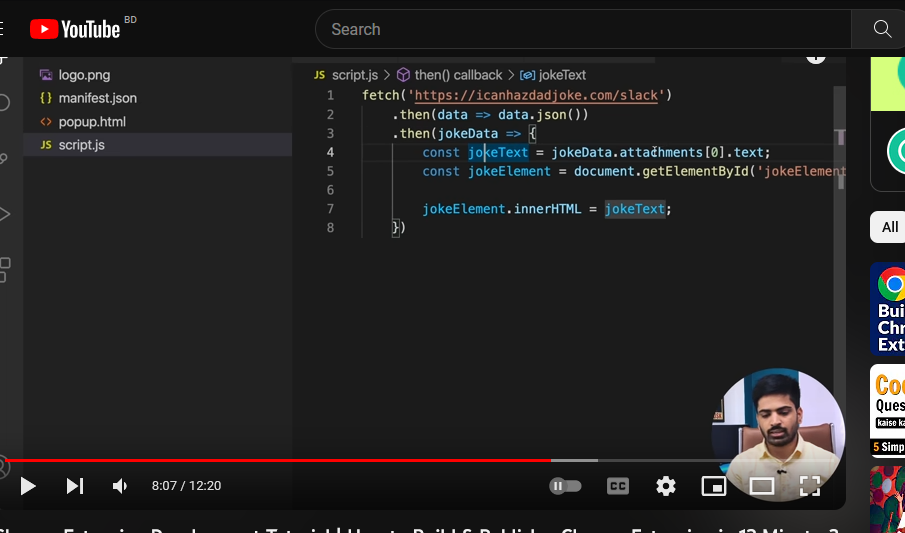 YouTube BD
Search
logo.png
{} manifest.json
<> popup.html
JS script.js
JS script.js > then() callback > jokeText
1 fetch('https://icanhazdadjoke.com/slack')
2 .then(data => data.json())
3 .then(jokeData => {
4 const jokeText = jokeData.attachments[0].text;
5 const jokeElement = document.getElementById('jokeElement
6
7 jokeElement.innerHTML = jokeText;
8 })
All
Bui
Chr
Ext
Co
Ques
kaise ka
5 Simp
8:07 / 12:20
CC